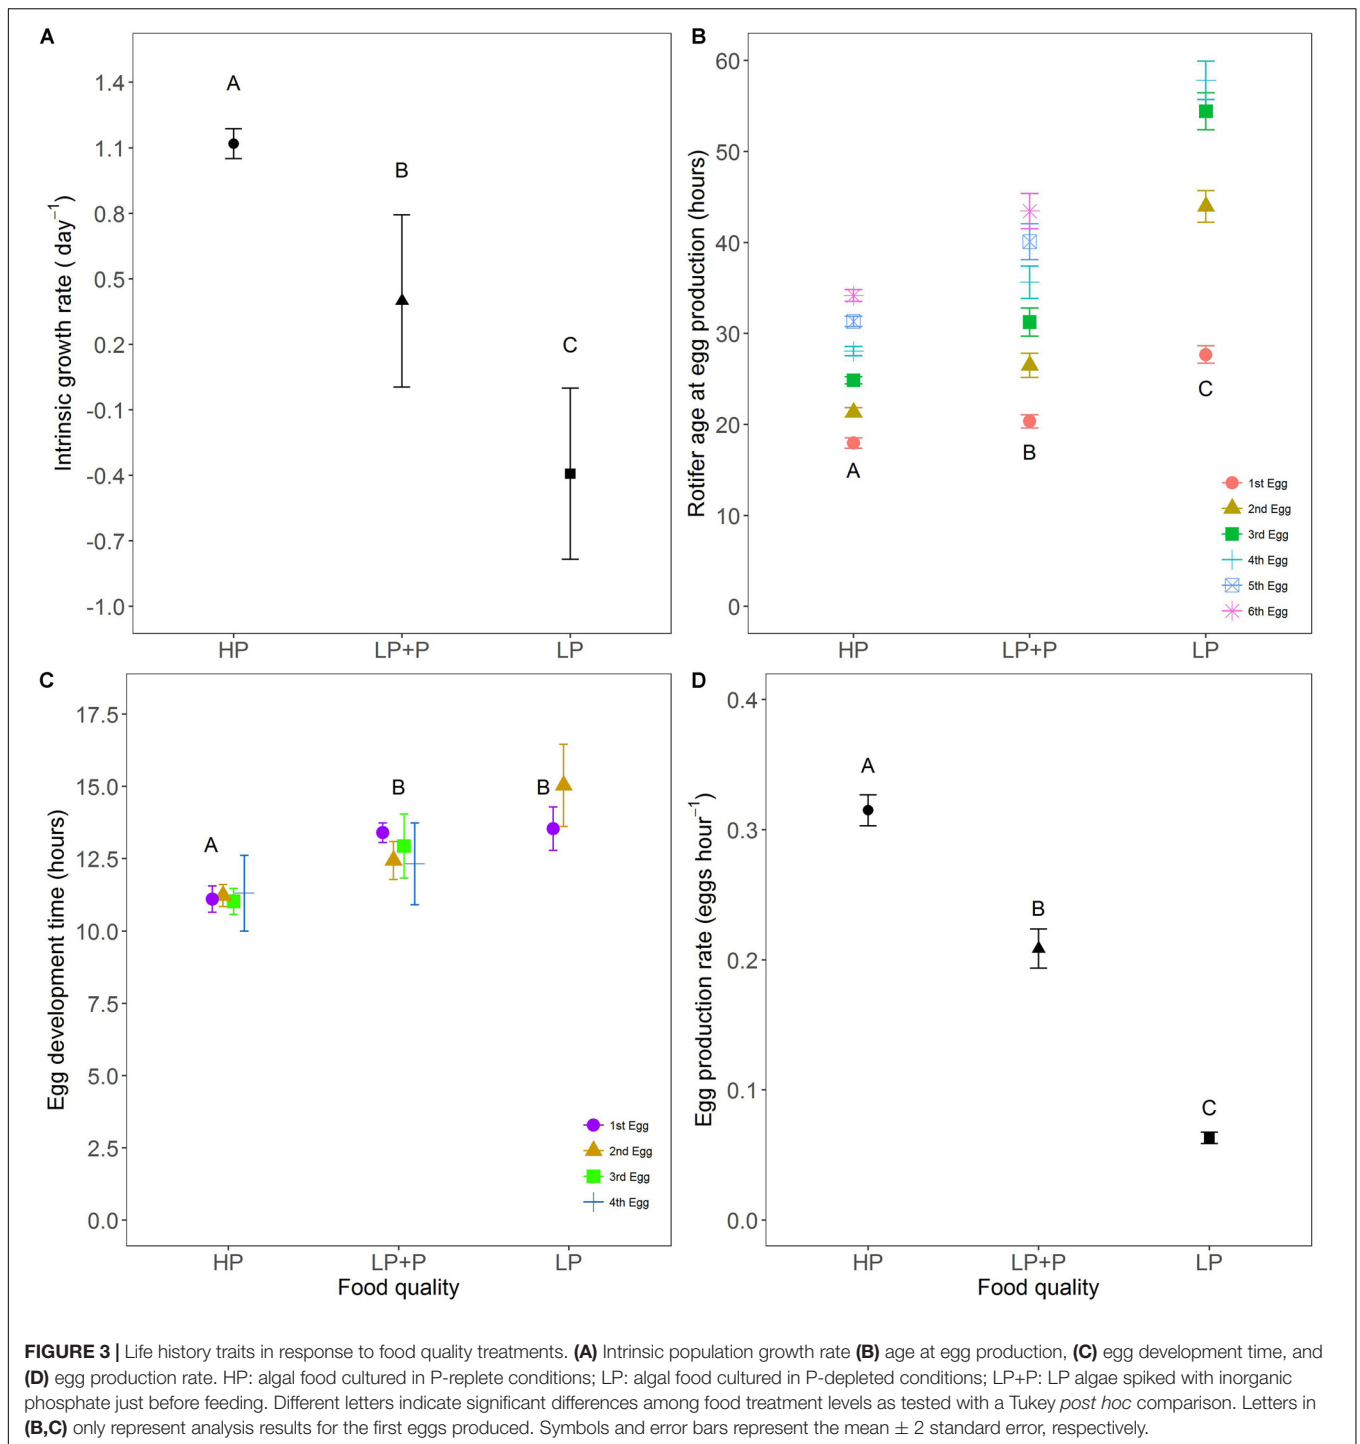 A
1.4
1.1
0.8
0.5
0.2
-0.1
-0.4
-0.7
-1.0
Intrinsic growth rate ( day⁻¹)
A
B
C
HP
LP+P
LP
B
60
50
40
30
20
10
0
Rotifer age at egg production (hours)
A
B
C
1st Egg
2nd Egg
3rd Egg
4th Egg
5th Egg
6th Egg
HP
LP+P
LP
C
17.5
15.0
12.5
10.0
7.5
5.0
2.5
0.0
Egg development time (hours)
A
B
B
1st Egg
2nd Egg
3rd Egg
4th Egg
HP
LP+P
LP
Food quality
D
0.4
0.3
0.2
0.1
0.0
Egg production rate (eggs hour⁻¹)
A
B
C
HP
LP+P
LP
Food quality
FIGURE 3 | Life history traits in response to food quality treatments. (A) Intrinsic population growth rate (B) age at egg production, (C) egg development time, and
(D) egg production rate. HP: algal food cultured in P-replete conditions; LP: algal food cultured in P-depleted conditions; LP+P: LP algae spiked with inorganic
phosphate just before feeding. Different letters indicate significant differences among food treatment levels as tested with a Tukey post hoc comparison. Letters in
(B,C) only represent analysis results for the first eggs produced. Symbols and error bars represent the mean ± 2 standard error, respectively.